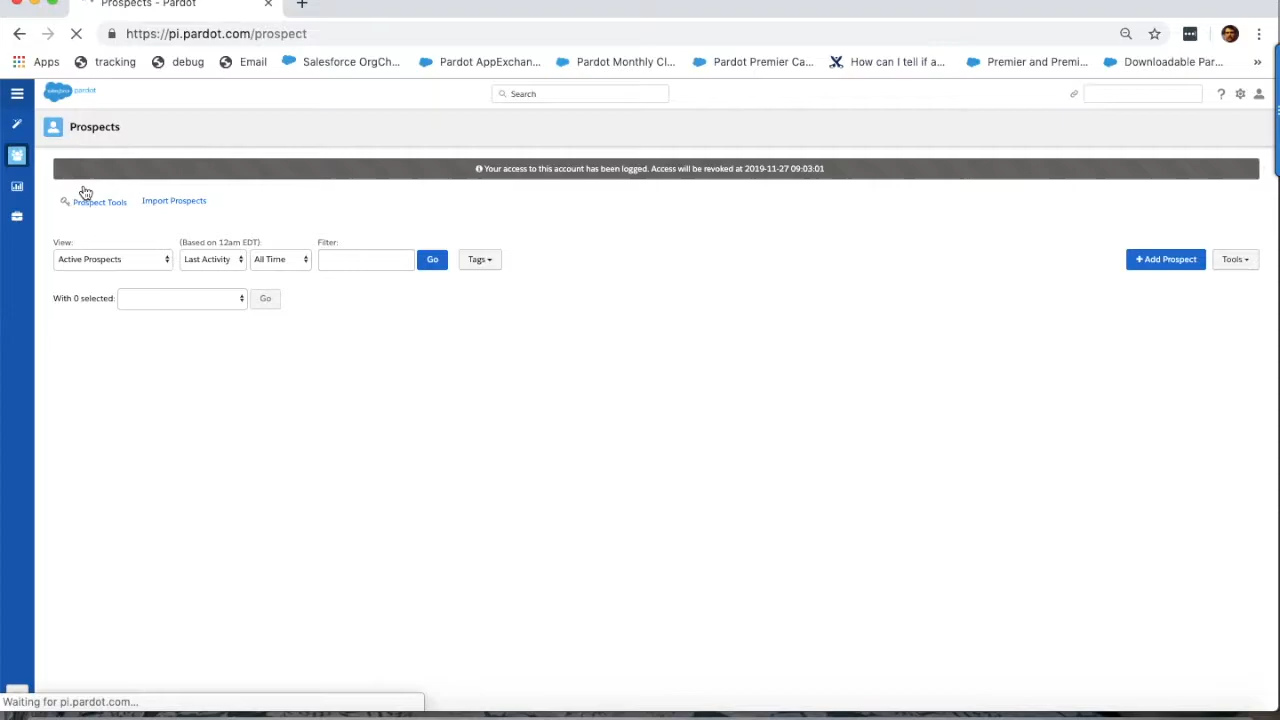 Prospects - Pardot
https://pi.pardot.com/prospect
Apps tracking debug Email Salesforce OrgCh... Pardot AppExchan... Pardot Monthly Cl... Pardot Premier Ca... How can I tell if a... Premier and Premi... Downloadable Par... »
salesforce pardot Search ?
Prospects
Your access to this account has been logged. Access will be revoked at 2019-11-27 09:03:01
Prospect Tools Import Prospects
View: (Based on 12am EDT) Filter:
Active Prospects Last Activity All Time Go Tags + Add Prospect Tools
With 0 selected: Go
Waiting for pi.pardot.com...